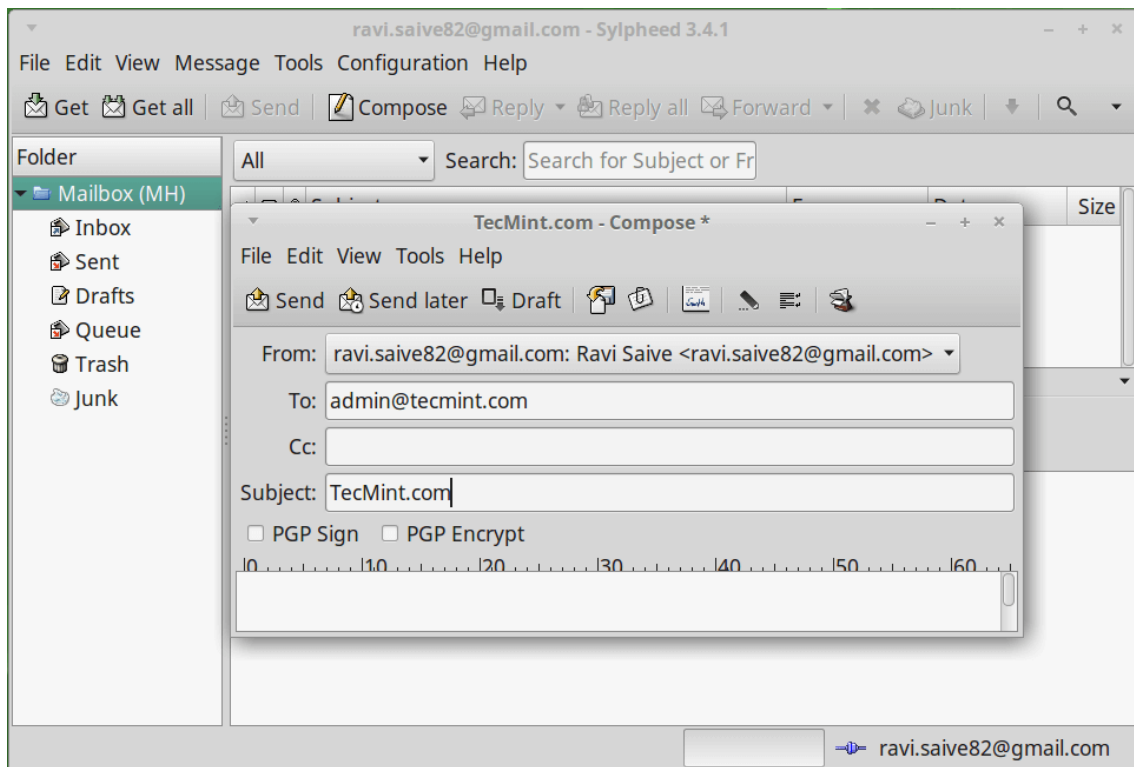 ravi.saive82@gmail.com - Sylpheed 3.4.1
File Edit View Message Tools Configuration Help
Get Get all Send Compose Reply Reply all Forward Junk
Folder
All Search: Search for Subject or Fr
Mailbox (MH)
Size
Inbox
Sent
Drafts
Queue
Trash
Junk
TecMint.com - Compose *
File Edit View Tools Help
Send Send later Draft
From: ravi.saive82@gmail.com: Ravi Saive <ravi.saive82@gmail.com>
To: admin@tecmint.com
Cc:
Subject: TecMint.com
PGP Sign PGP Encrypt
0 10 20 30 40 50 60
ravi.saive82@gmail.com